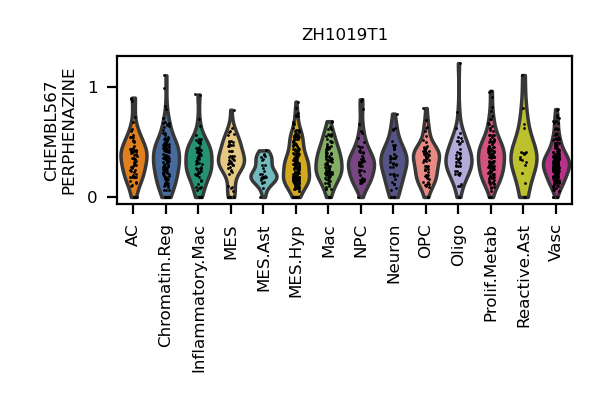 ZH1019T1
CHEMBL567
PERPHENAZINE
1
0
AC
Chromatin.Reg
Inflammatory.Mac
MES
MES.Ast
MES.Hyp
Mac
NPC
Neuron
OPC
Oligo
Prolif.Metab
Reactive.Ast
Vasc